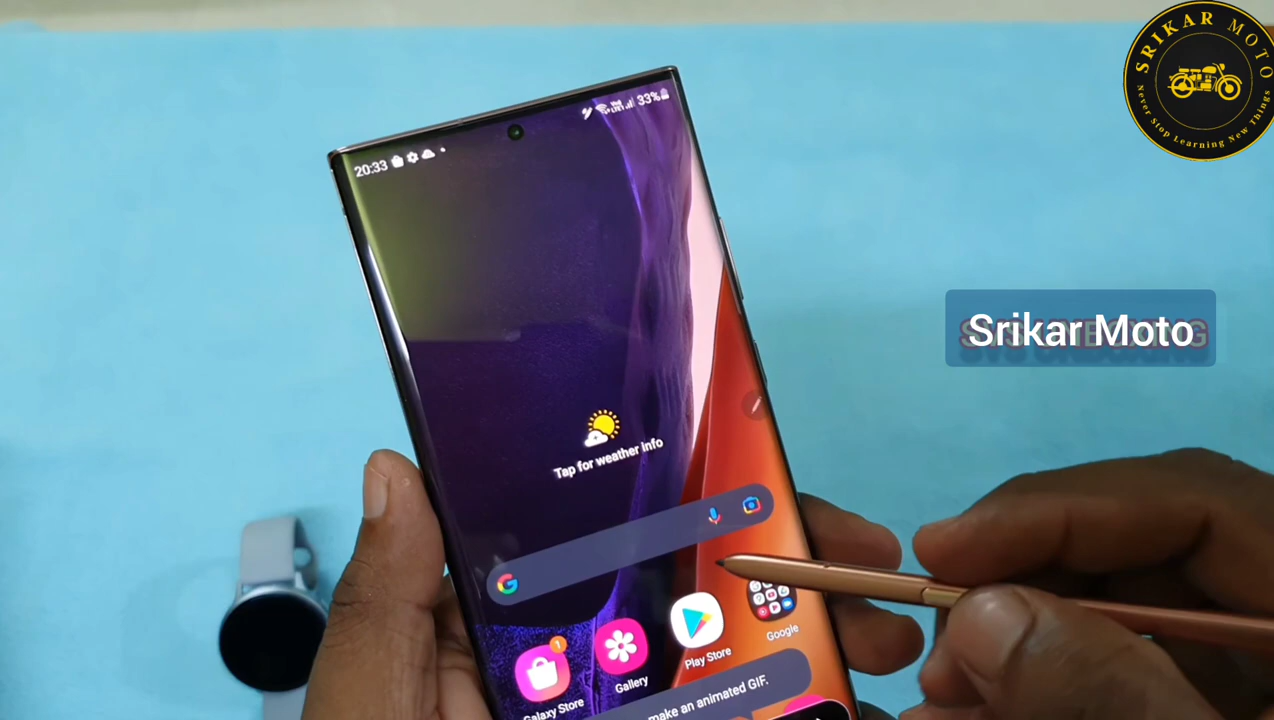 SRIKAR MOTO
Never Stop Learning New Things
33%
20:33
Srikar Moto
Tap for weather info
G
1
Google
Play Store
Gallery
Galaxy Store
make an animated GIF.